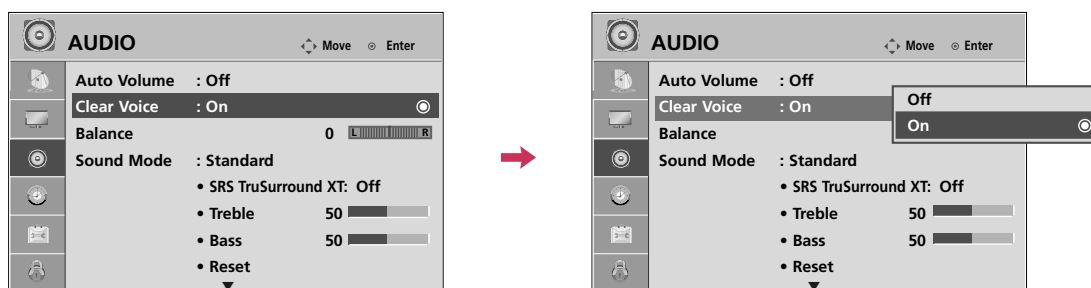 AUDIO
Move Enter
Auto Volume : Off
Clear Voice : On
Balance 0 L R
Sound Mode : Standard
• SRS TruSurround XT: Off
• Treble 50
• Bass 50
• Reset
AUDIO
Move Enter
Auto Volume : Off
Clear Voice : On
Balance
Sound Mode : Standard
• SRS TruSurround XT: Off
• Treble 50
• Bass 50
• Reset
Off
On